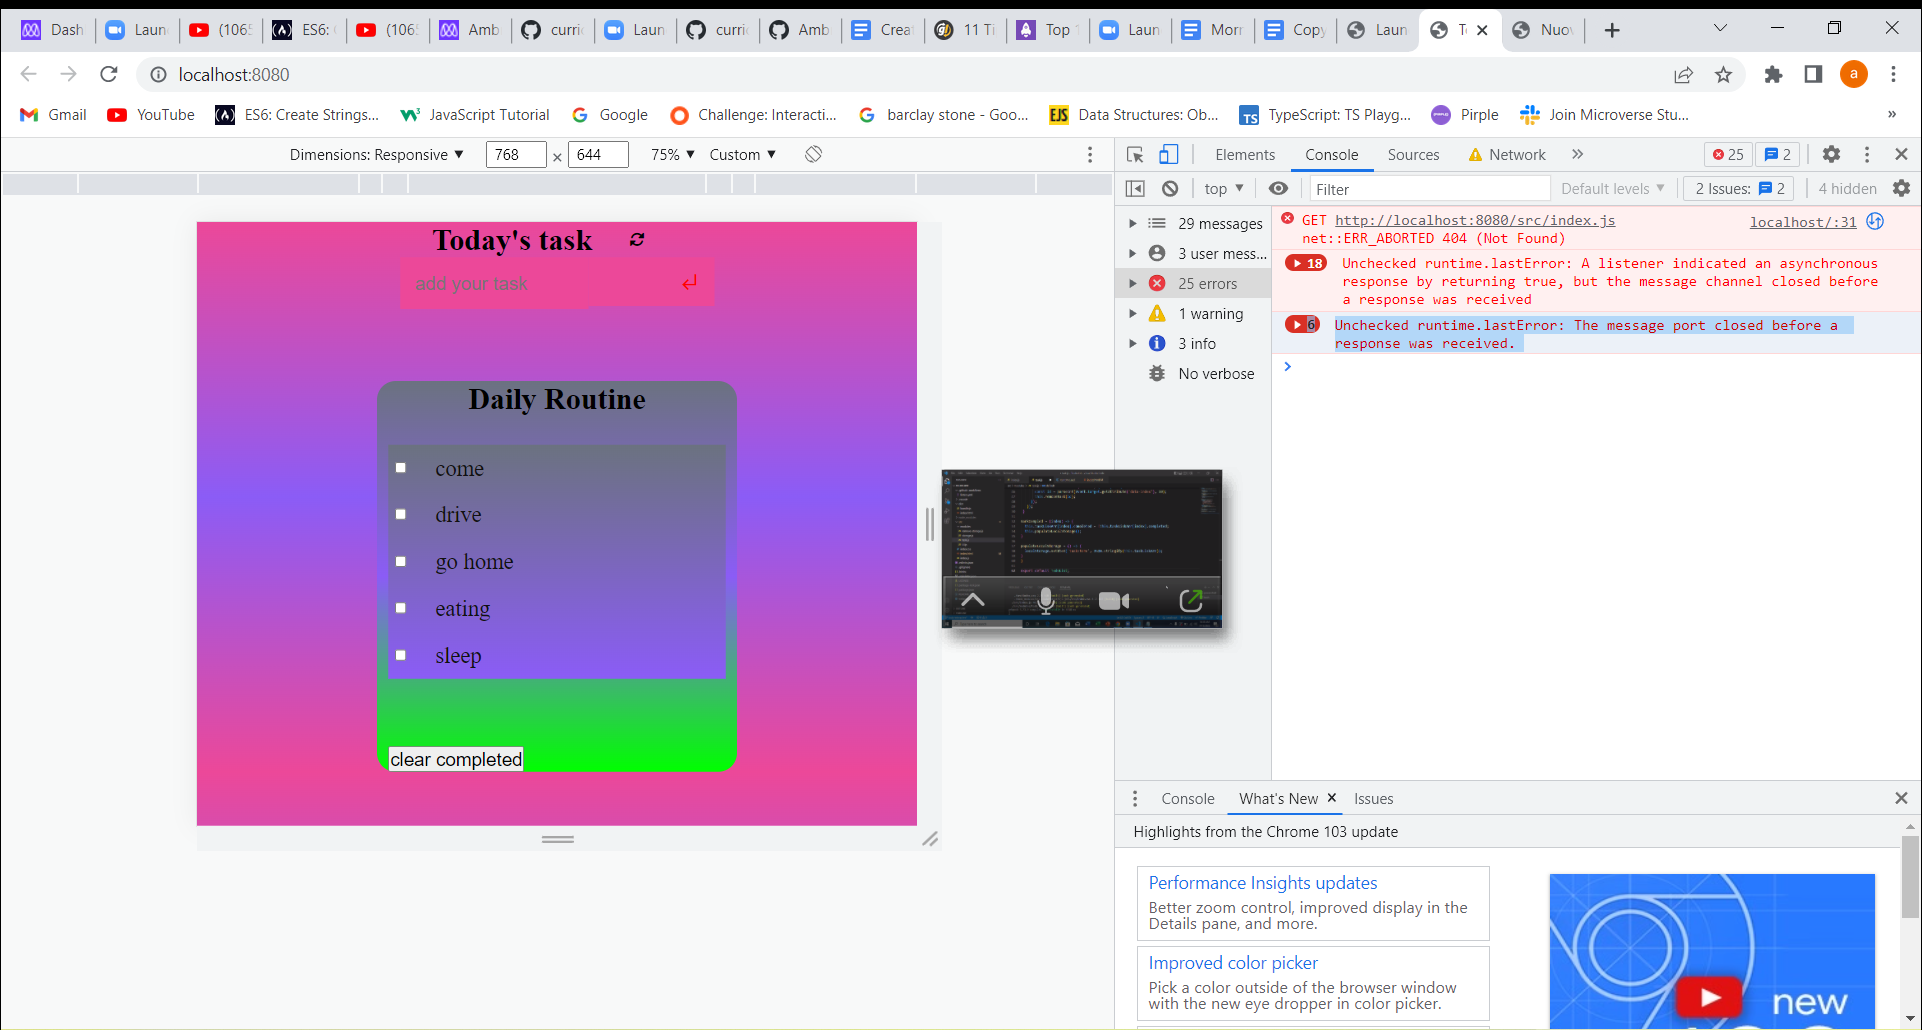 Dash
Laun
(106
ES6:
(106
Amb
curri
Laun
curri
Amb
Creat
11 Ti
Top
Laun
Morn
Copy
Laun
Nuov
localhost:8080
a
Gmail
YouTube
ES6: Create Strings...
JavaScript Tutorial
Google
Challenge: Interacti...
barclay stone - Goo...
EJS
Data Structures: Ob...
TS
TypeScript: TS Playg...
Pirple
Join Microverse Stu...
»
Dimensions: Responsive
768
×
644
75%
Custom
Elements
Console
Sources
Network
»
25
2
top
Filter
Default levels
2 Issues:
2
4 hidden
Today's task
add your task
Daily Routine
come
drive
go home
eating
sleep
clear completed
29 messages
3 user mess...
25 errors
1 warning
3 info
No verbose
GET http://localhost:8080/src/index.js
localhost/:31
net::ERR_ABORTED 404 (Not Found)
18
Unchecked runtime.lastError: A listener indicated an asynchronous
response by returning true, but the message channel closed before
a response was received
6
Unchecked runtime.lastError: The message port closed before a
response was received.
Console
What's New
Issues
Highlights from the Chrome 103 update
Performance Insights updates
Better zoom control, improved display in the
Details pane, and more.
Improved color picker
Pick a color outside of the browser window
with the new eye dropper in color picker.
new